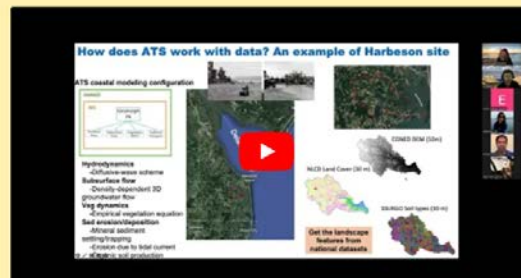 How does ATS work with data? An example of Harbeson site
ATS coastal modeling configuration
Hydrodynamics
-Diffusive-wave scheme
Subsurface flow
-Density-dependent 3D
groundwater flow
Veg dynamics
-Empirical vegetation equation
Sed erosion/deposition
-Mineral sediment
settling/trapping
-Erosion due to tidal current
soil production
CONED DEM
NLCD Land Cover (30 m)
SSURGO Soil types (30 m)
Get the landscape
features from
national datasets
E